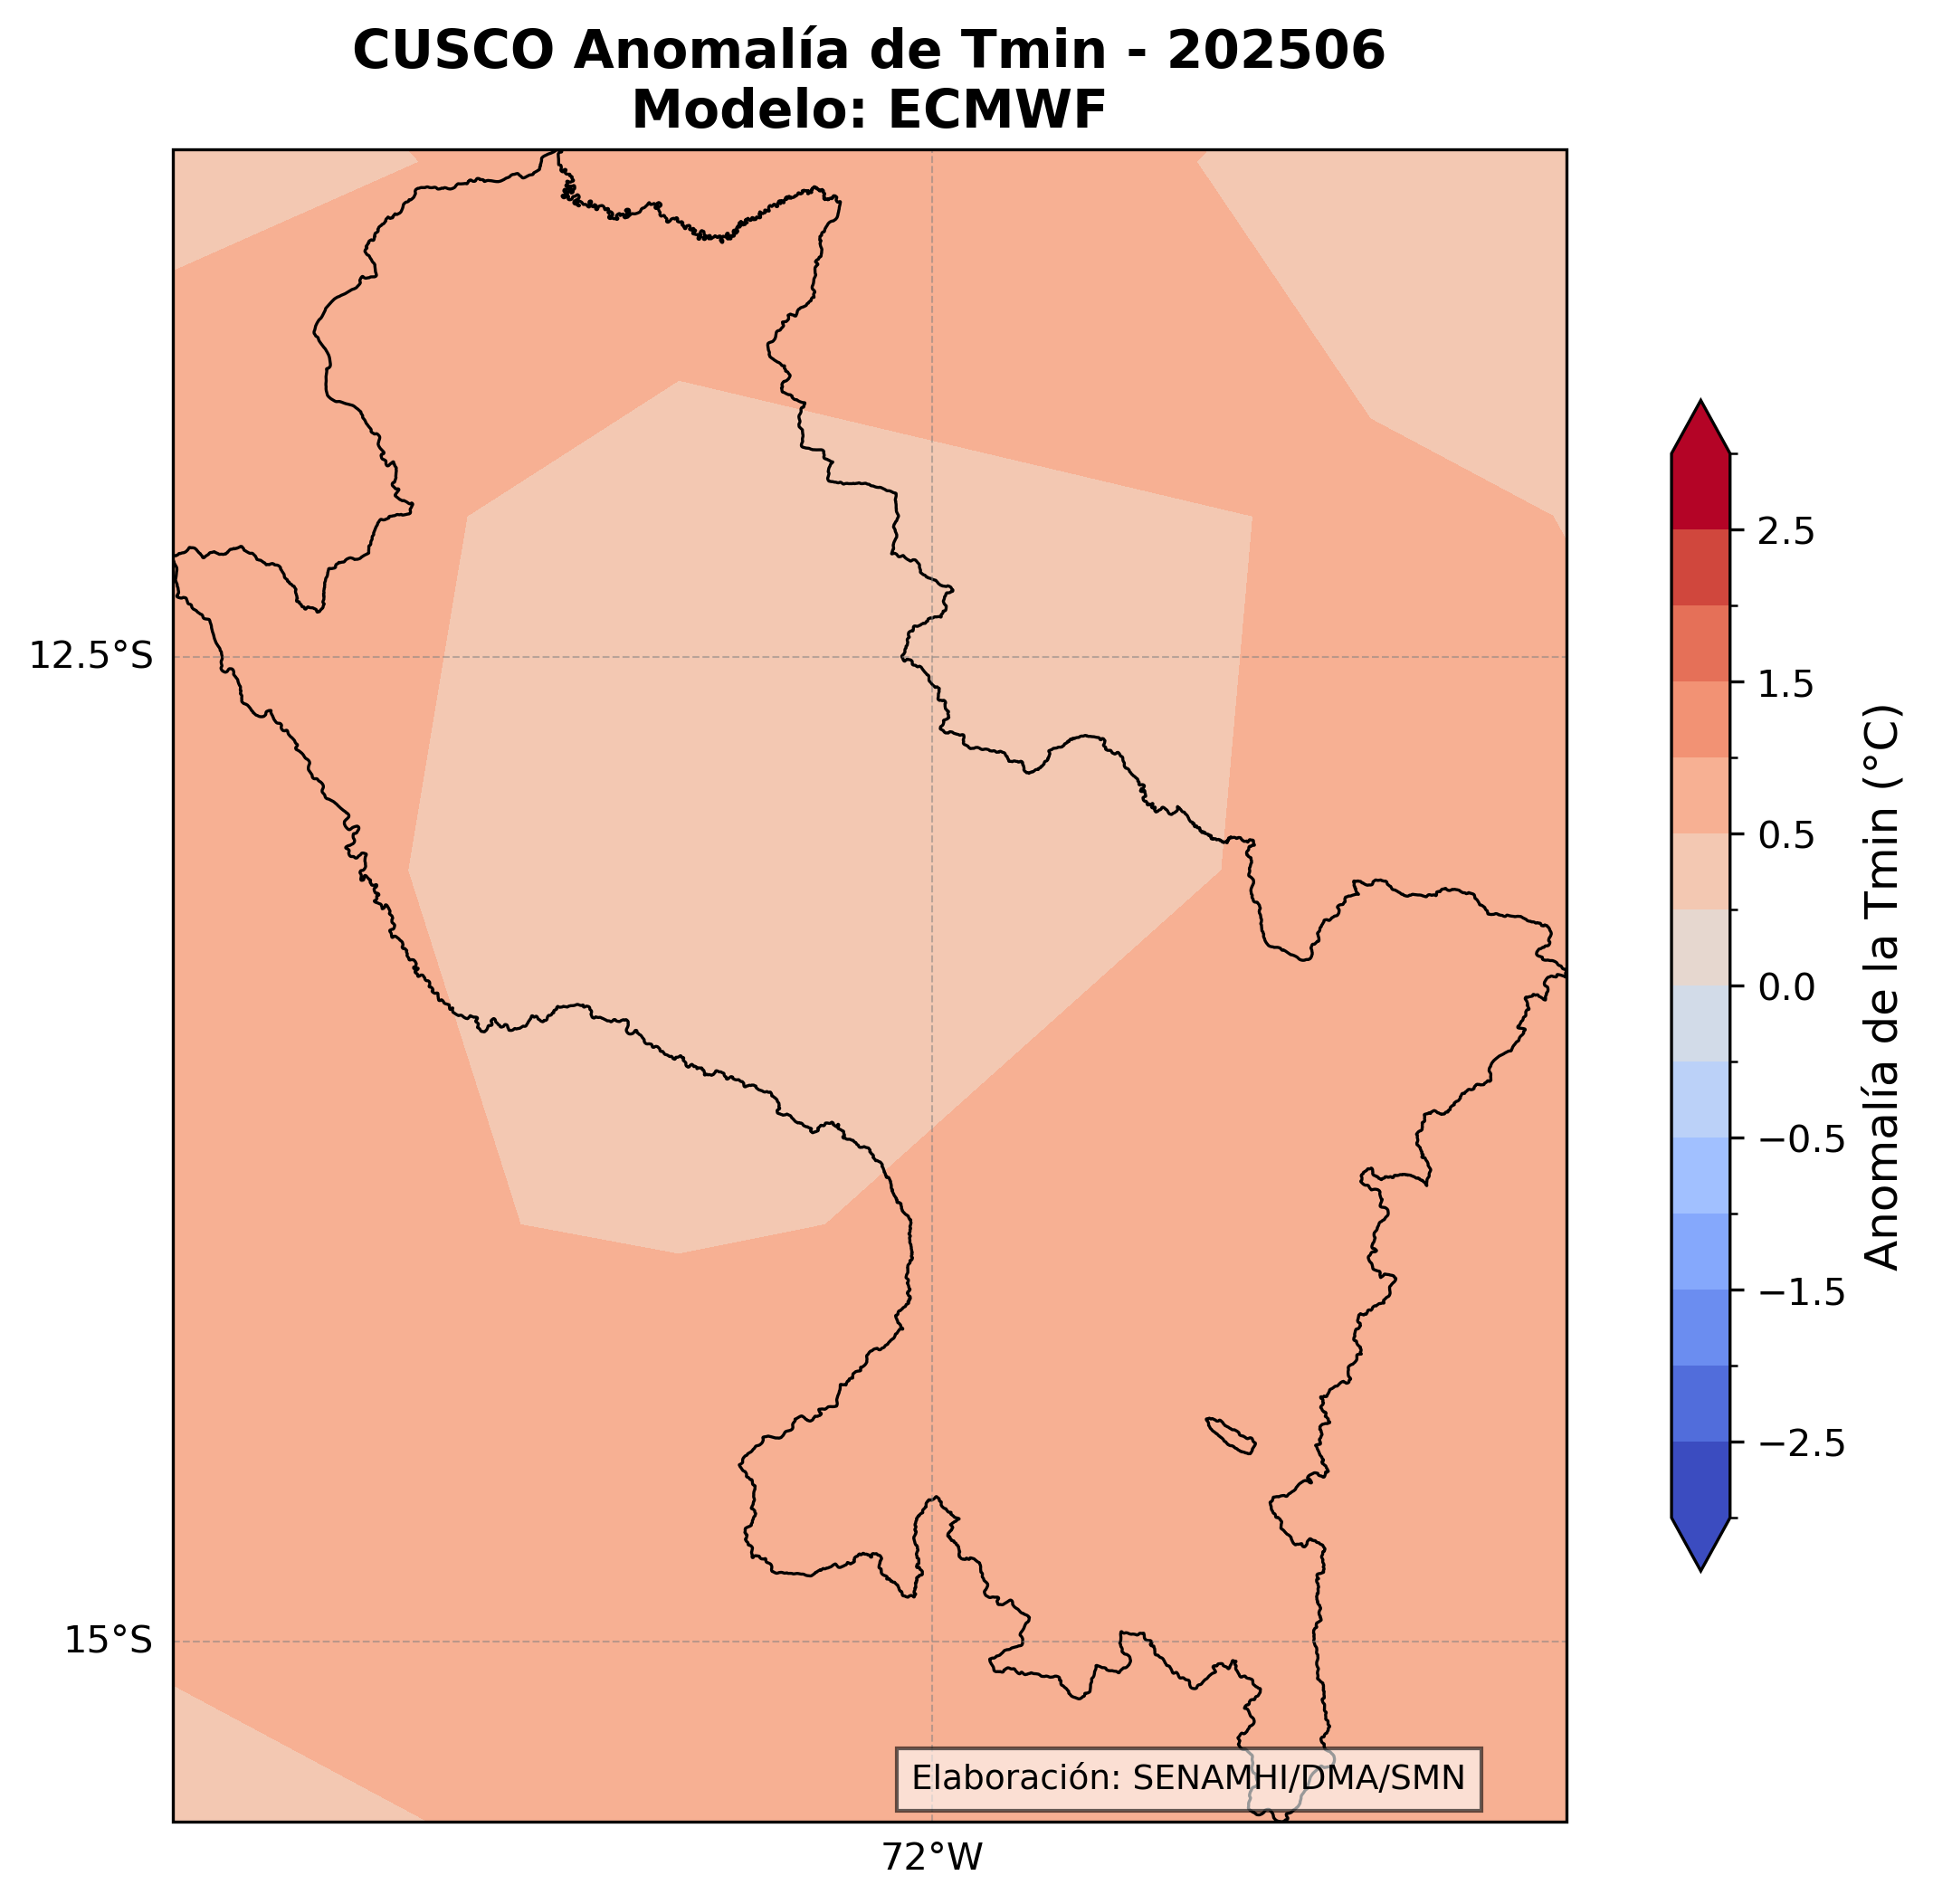 CUSCO Anomalía de Tmin - 202506
Modelo: ECMWF
12.5°S
15°S
72°W
Elaboración: SENAMHI/DMA/SMN
2.5
1.5
0.5
0.0
−0.5
−1.5
−2.5
Anomalía de la Tmin (°C)